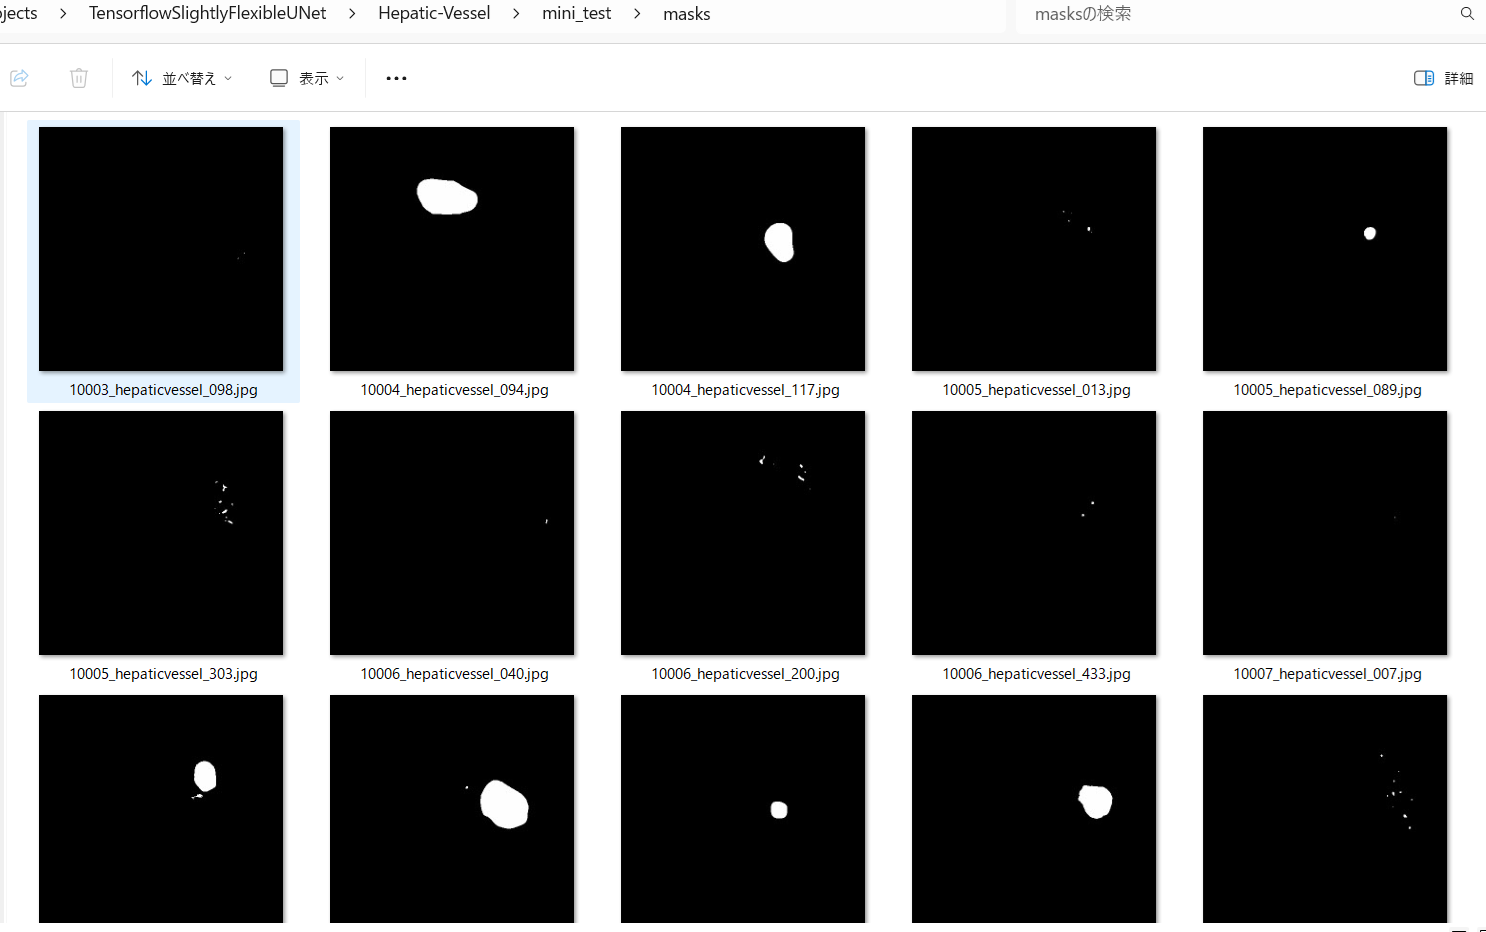 jects > TensorflowSlightlyFlexibleUNet > Hepatic-Vessel > mini_test > masks
masksの検索
並べ替え
表示
詳細
10003_hepaticvessel_098.jpg
10004_hepaticvessel_094.jpg
10004_hepaticvessel_117.jpg
10005_hepaticvessel_013.jpg
10005_hepaticvessel_089.jpg
10005_hepaticvessel_303.jpg
10006_hepaticvessel_040.jpg
10006_hepaticvessel_200.jpg
10006_hepaticvessel_433.jpg
10007_hepaticvessel_007.jpg